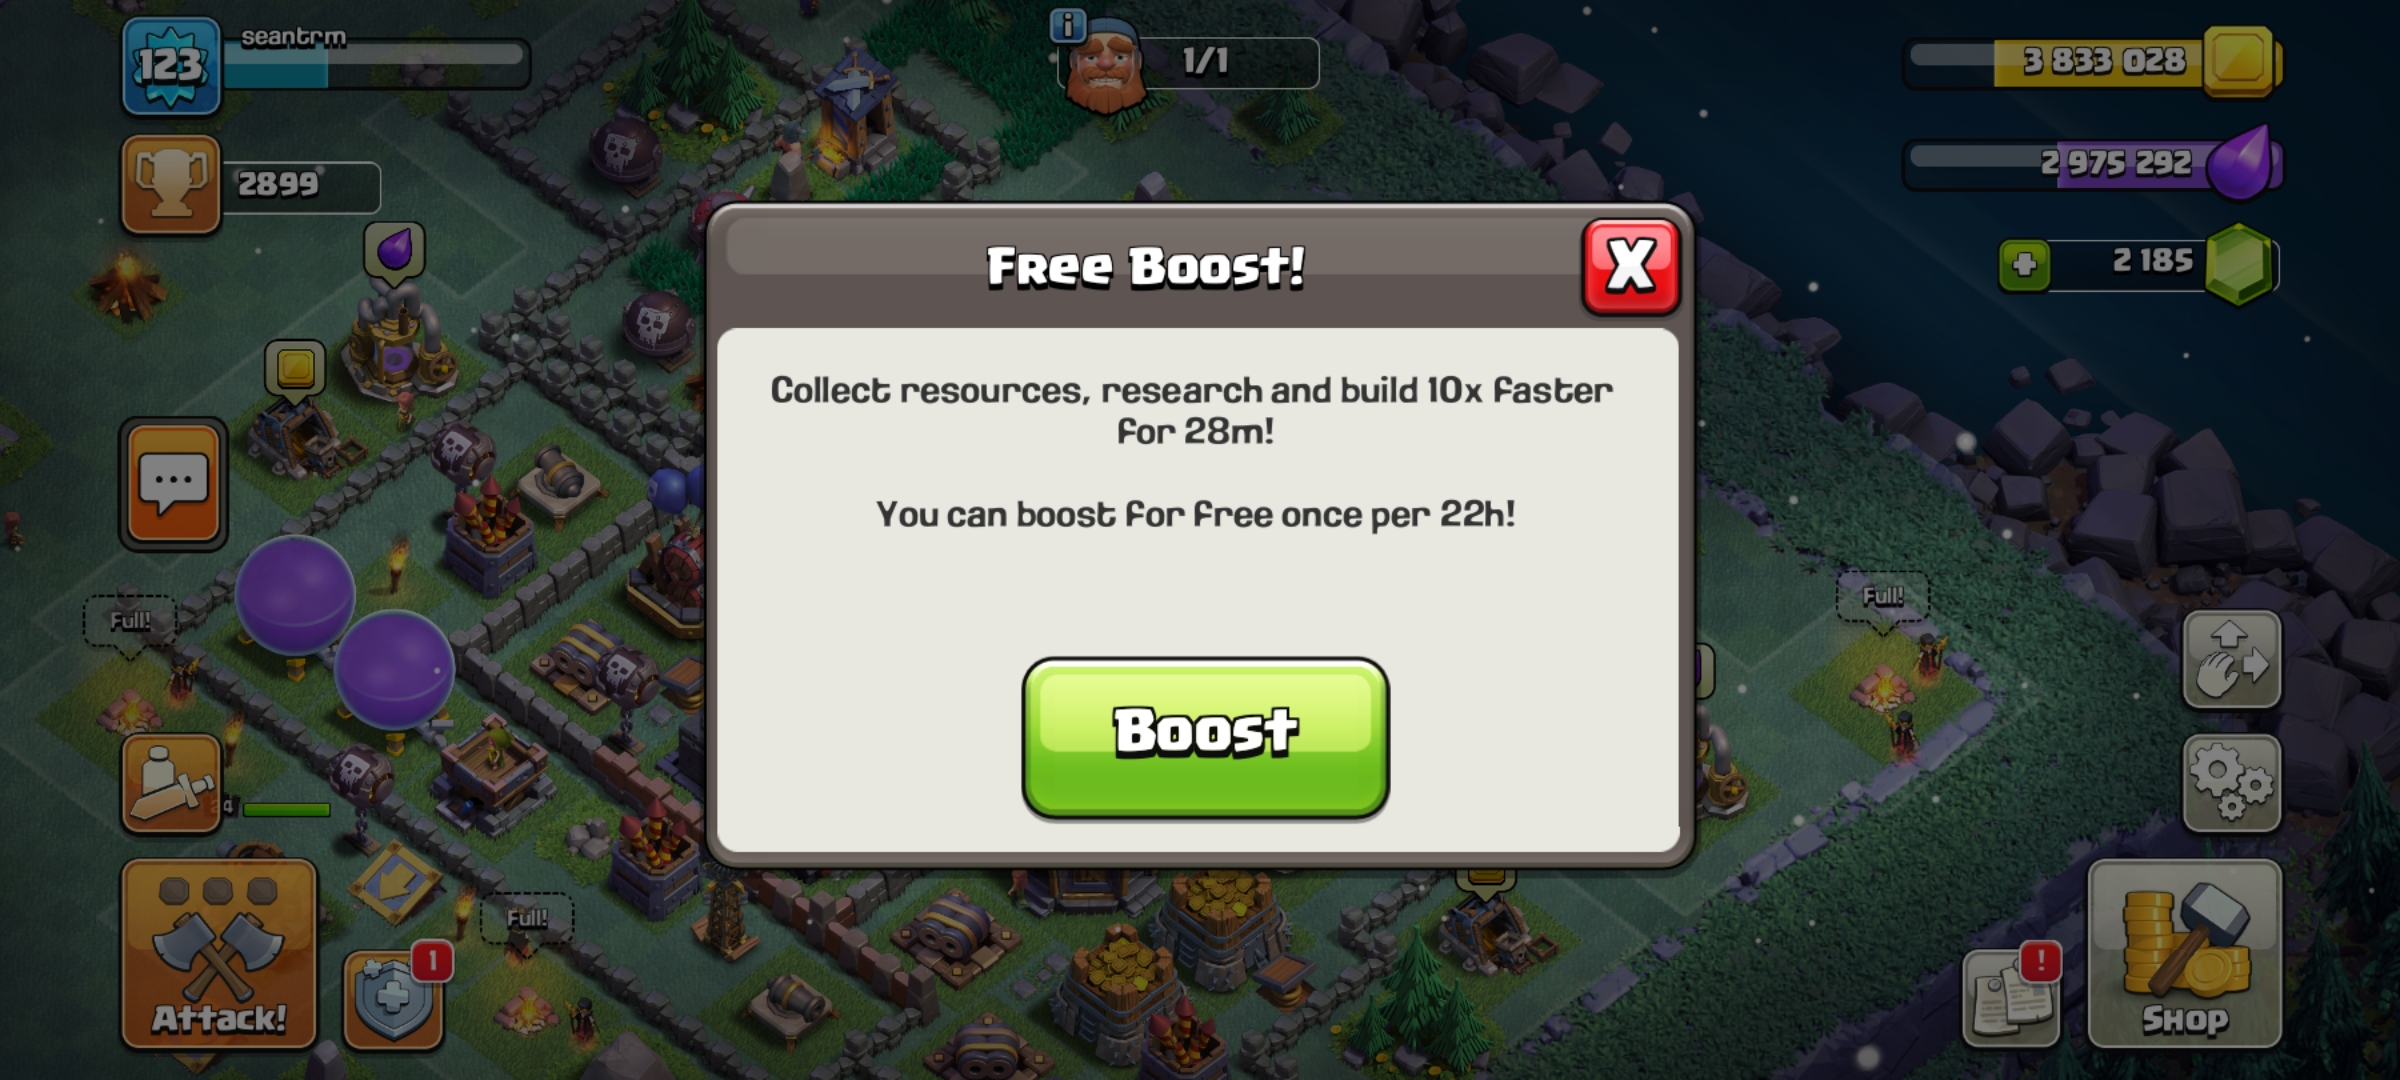 123
seantrm
1/1
3 833 028
2899
2 975 292
2 185
Free Boost!
X
Collect resources, research and build 10x faster
for 28m!
You can boost for free once per 22h!
Full!
Full!
Boost
Full!
1
!
Attack!
Shop